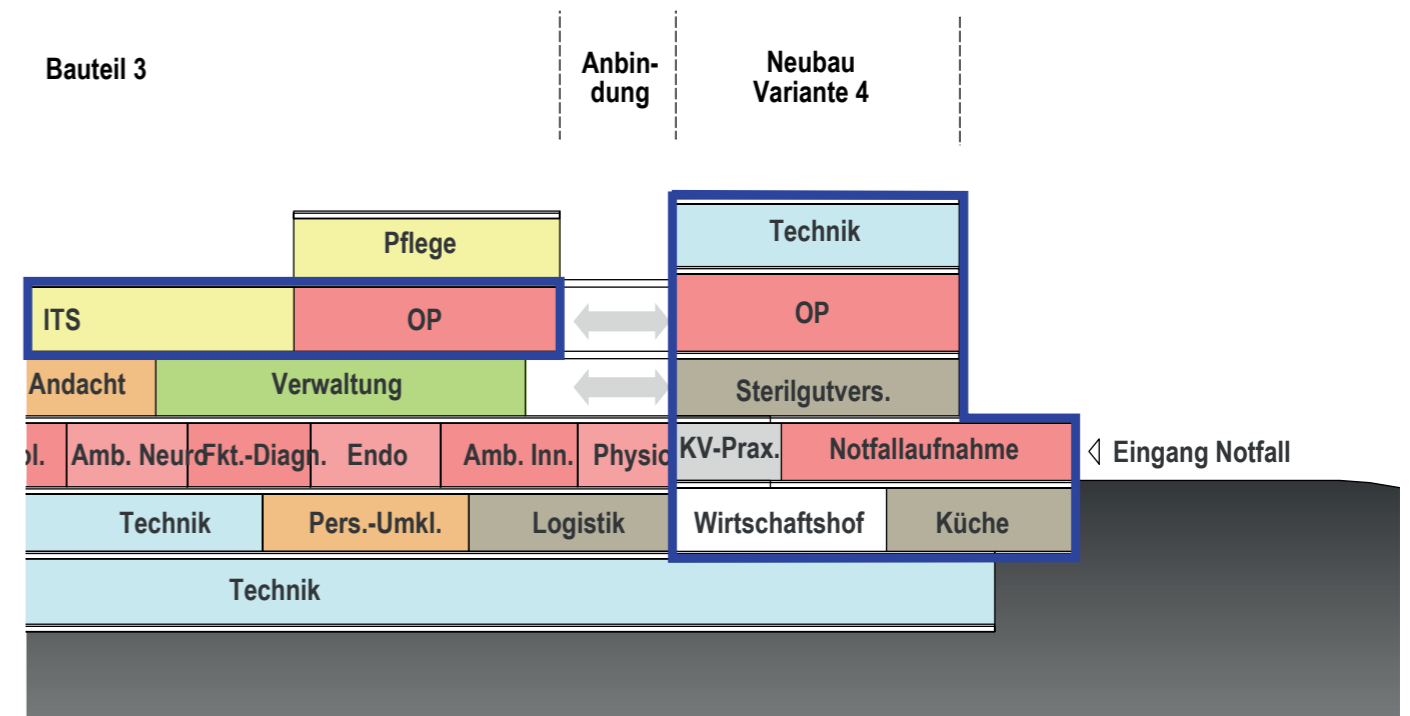 Bauteil 3
Anbin-
dung
Neubau
Variante 4
Pflege
Technik
ITS
OP
OP
Andacht
Verwaltung
Sterilgutvers.
ol.
Amb. Neuro
Fkt.-Diagn.
Endo
Amb. Inn.
Physio
KV-Prax.
Notfallaufnahme
Eingang Notfall
Technik
Pers.-Umkl.
Logistik
Wirtschaftshof
Küche
Technik